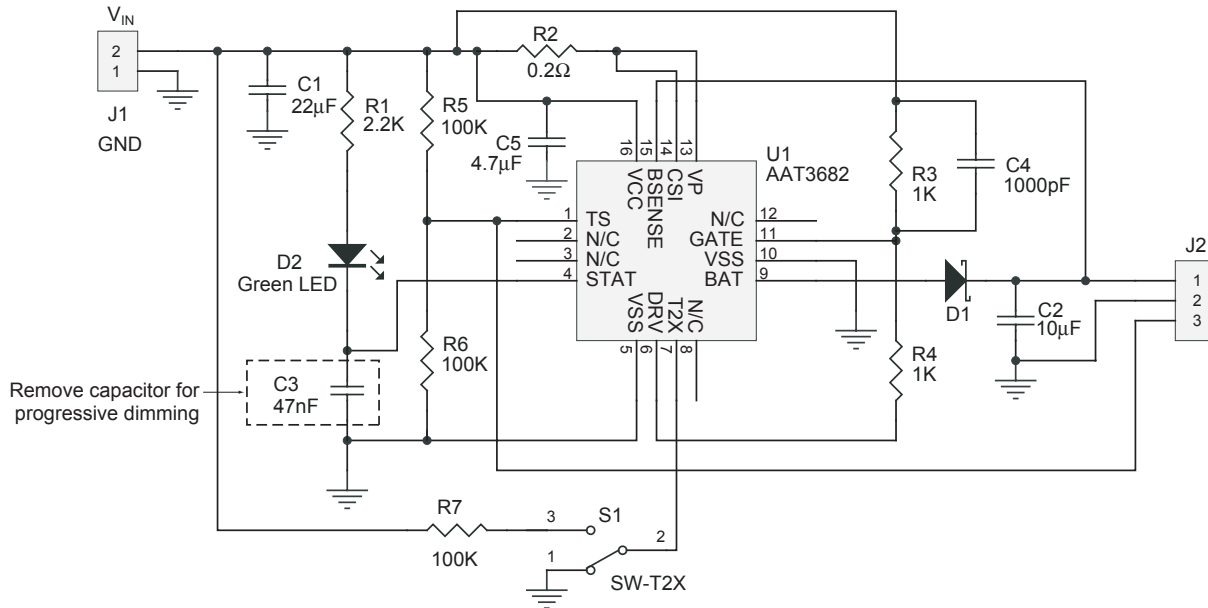 V_IN
2
1
J1
GND
C1
22μF
R1
2.2K
R5
100K
R2
0.2Ω
C5
4.7μF
U1
AAT3682
16
15
14
13
VCC
BSENSE
CSI
VP
1
2
3
4
TS
N/C
N/C
STAT
N/C
GATE
VSS
BAT
12
11
10
9
VSS
DRV
T2X
N/C
5
6
7
8
R3
1K
C4
1000pF
J2
1
2
3
D2
Green LED
D1
C2
10μF
R6
100K
R4
1K
Remove capacitor for
progressive dimming
C3
47nF
R7
100K
3
S1
2
1
SW-T2X